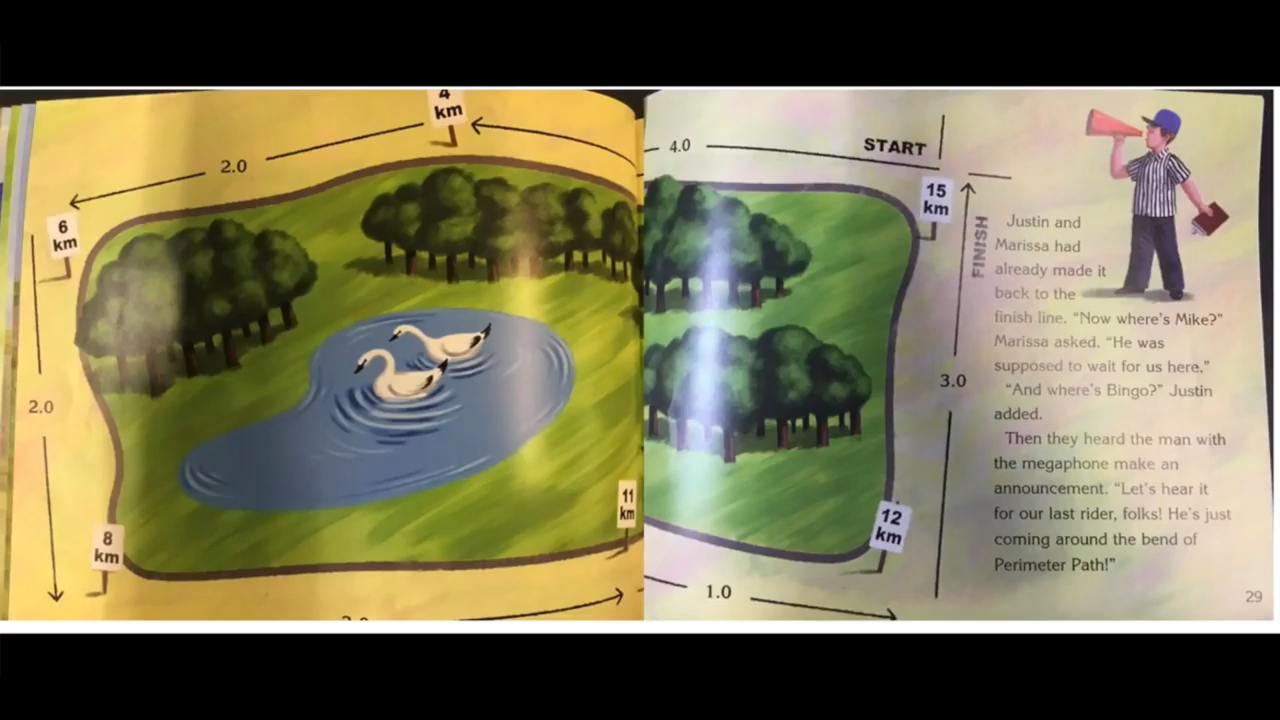 4
km
2.0
6
km
2.0
8
km
11
km
4.0
START
15
km
FINISH
3.0
12
km
1.0
Justin and
Marissa had
already made it
back to the
finish line. “Now where’s Mike?”
Marissa asked. “He was
supposed to wait for us here.”
“And where’s Bingo?” Justin
added.
Then they heard the man with
the megaphone make an
announcement. “Let’s hear it
for our last rider, folks! He’s just
coming around the bend of
Perimeter Path!”
29